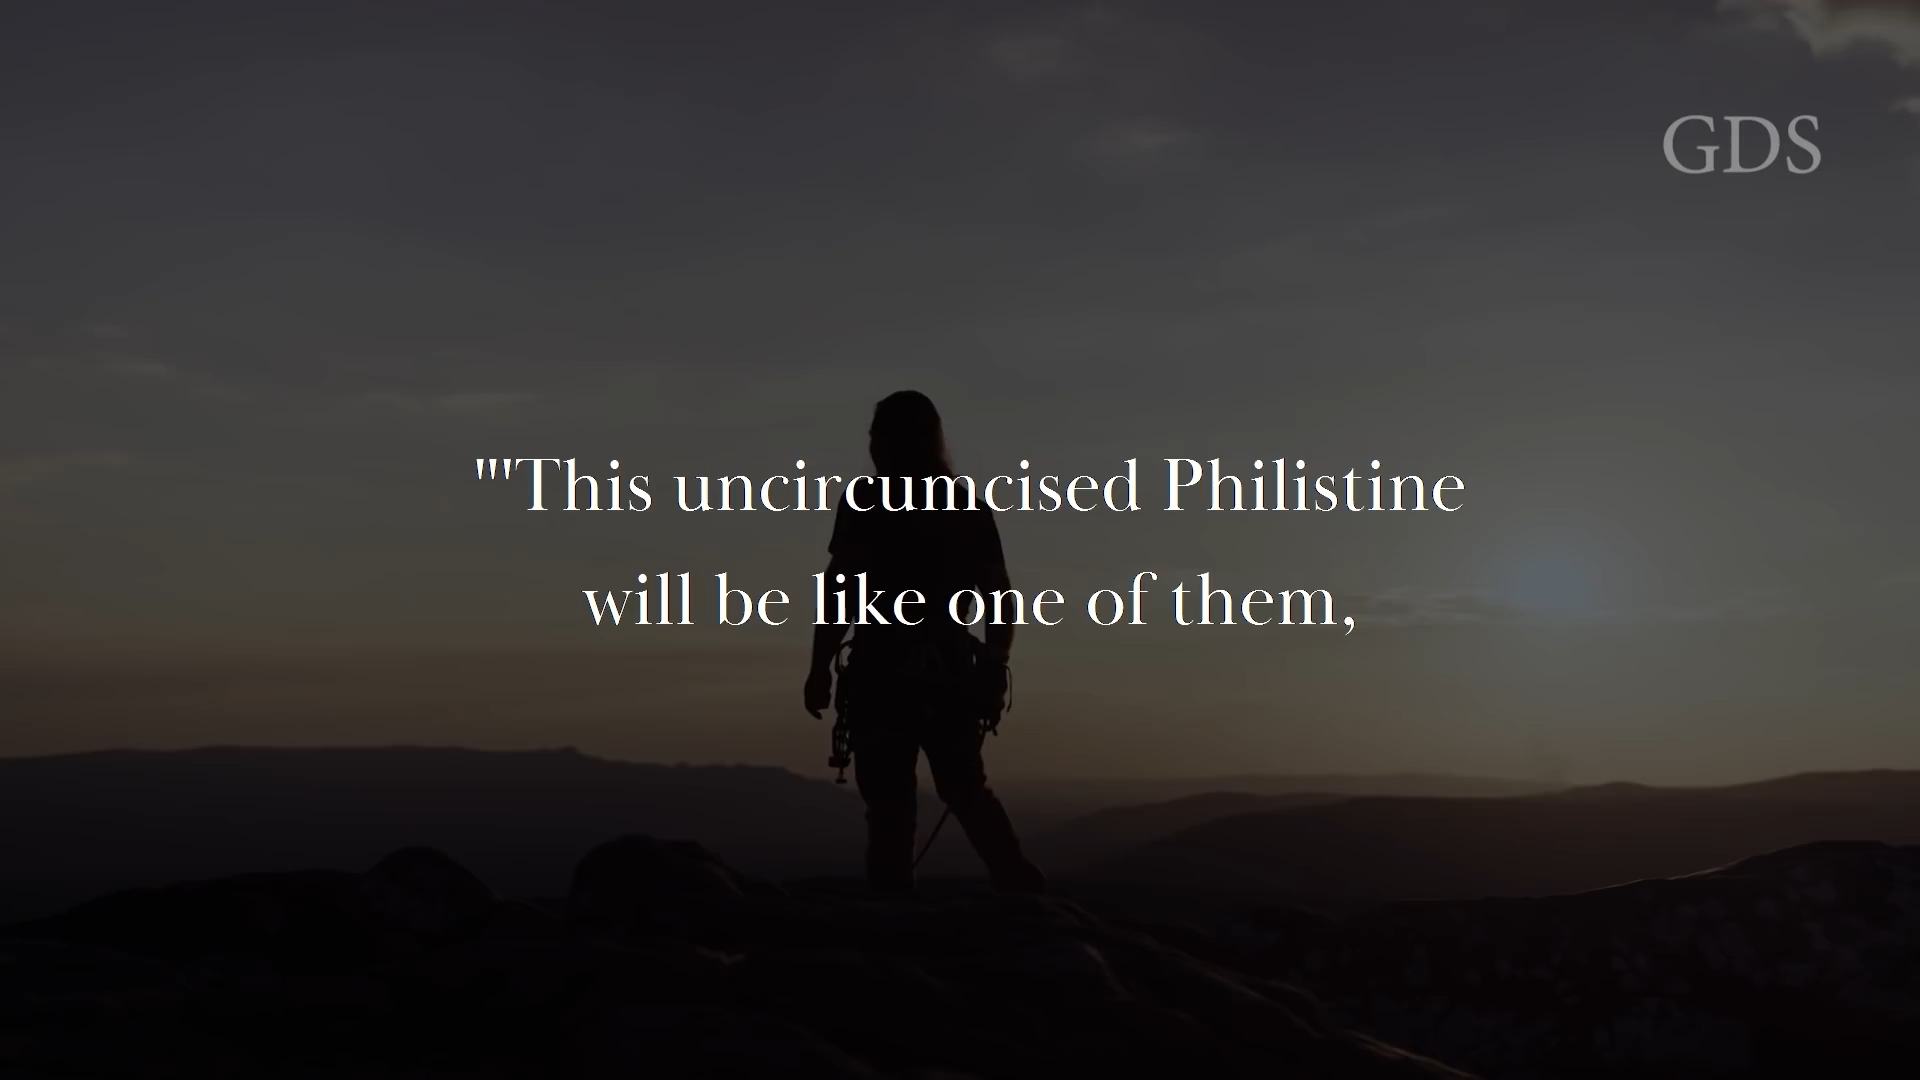 GDS
"'This uncircumcised Philistine
will be like one of them,